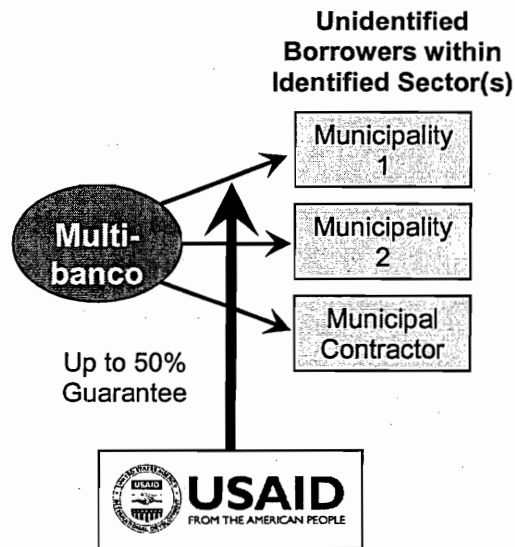 Unidentified
Borrowers within
Identified Sector(s)
Municipality
1
Multi-
banco
Municipality
2
Municipal
Contractor
Up to 50%
Guarantee
USAID
FROM THE AMERICAN PEOPLE